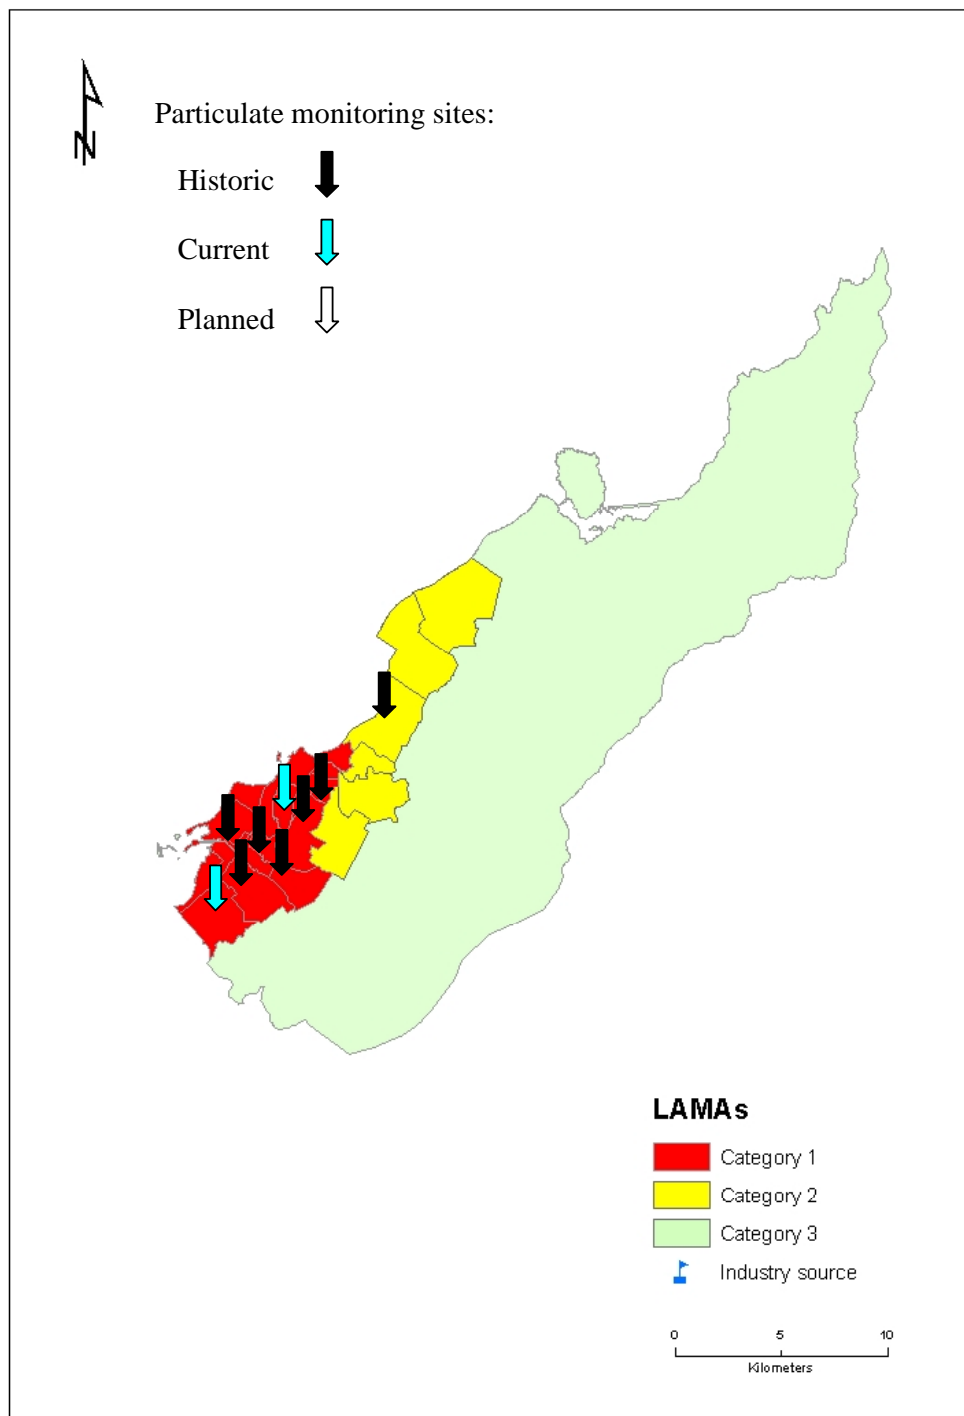 N
Particulate monitoring sites:
Historic
Current
Planned
LAMAs
Category 1
Category 2
Category 3
Industry source
0 5 10
Kilometers